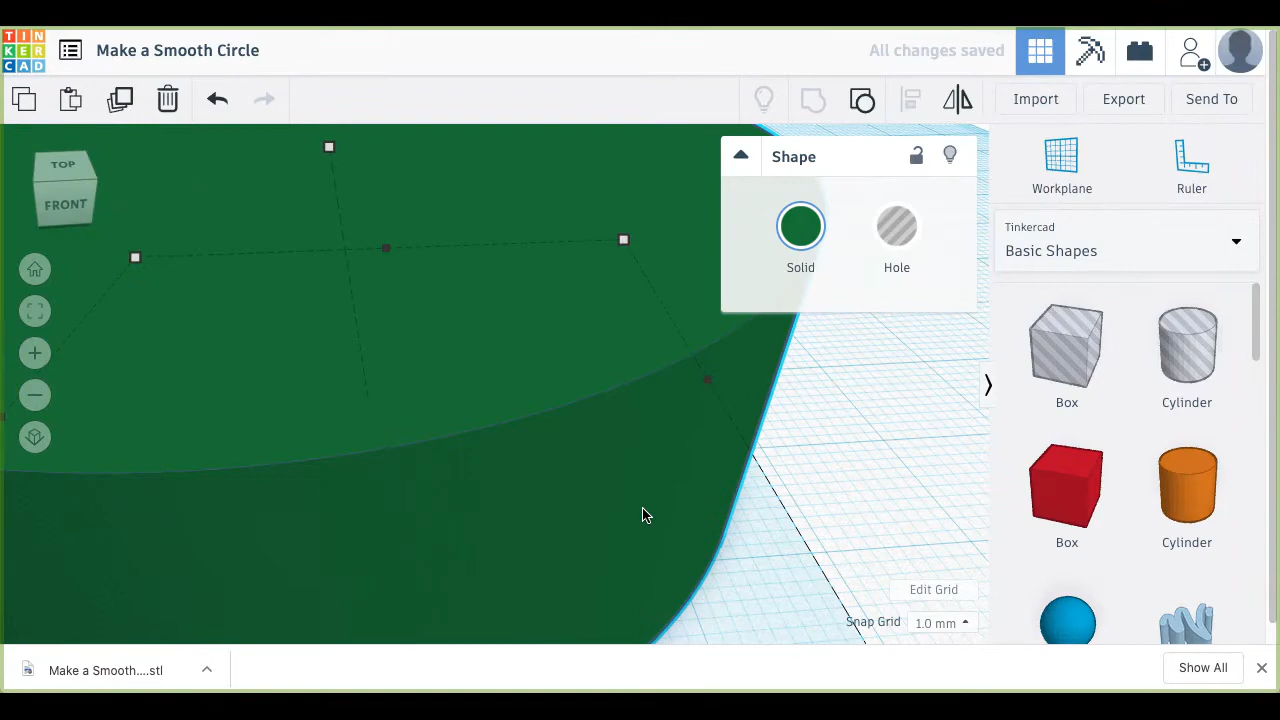 TIN
KER
CAD
Make a Smooth Circle
All changes saved
Import
Export
Send To
TOP
FRONT
Shape
Solid
Hole
Workplane
Ruler
Tinkercad
Basic Shapes
Box
Cylinder
Box
Cylinder
Edit Grid
Snap Grid
1.0 mm
Make a Smooth....stl
Show All